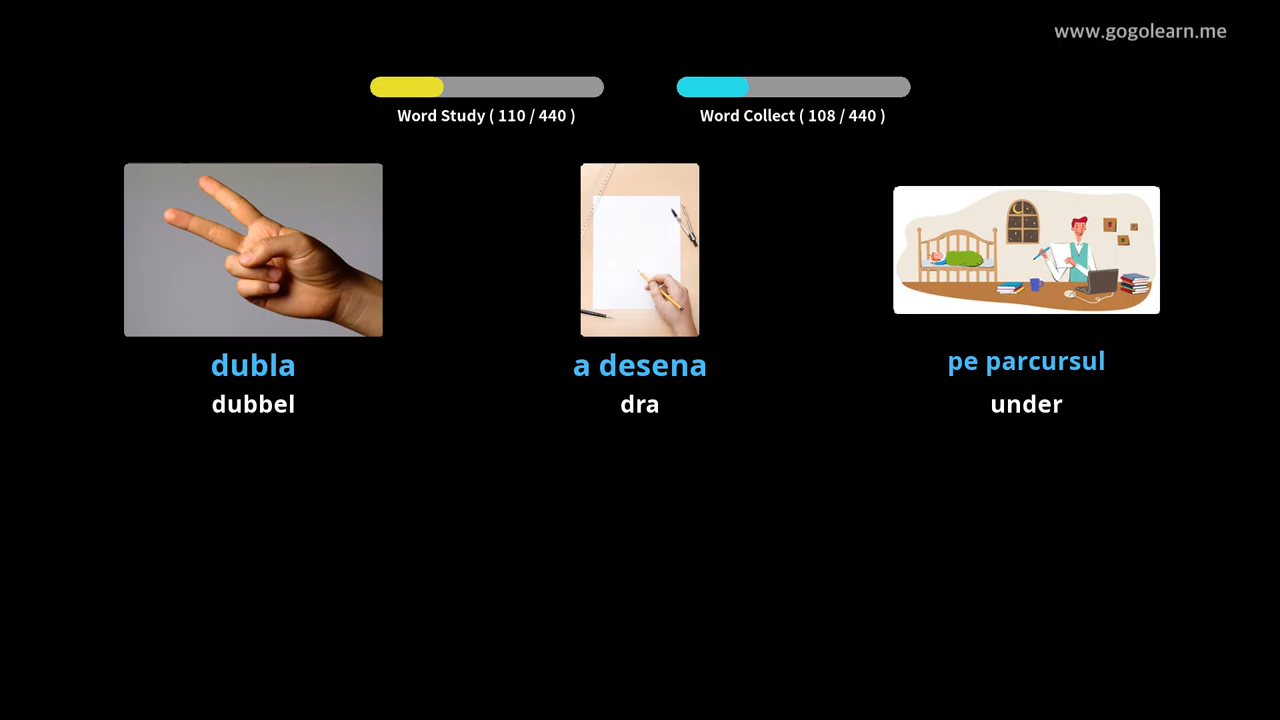 www.gogolearn.me
Word Study ( 110 / 440 )
Word Collect ( 108 / 440 )
dubla
dubbel
a desena
dra
pe parcursul
under